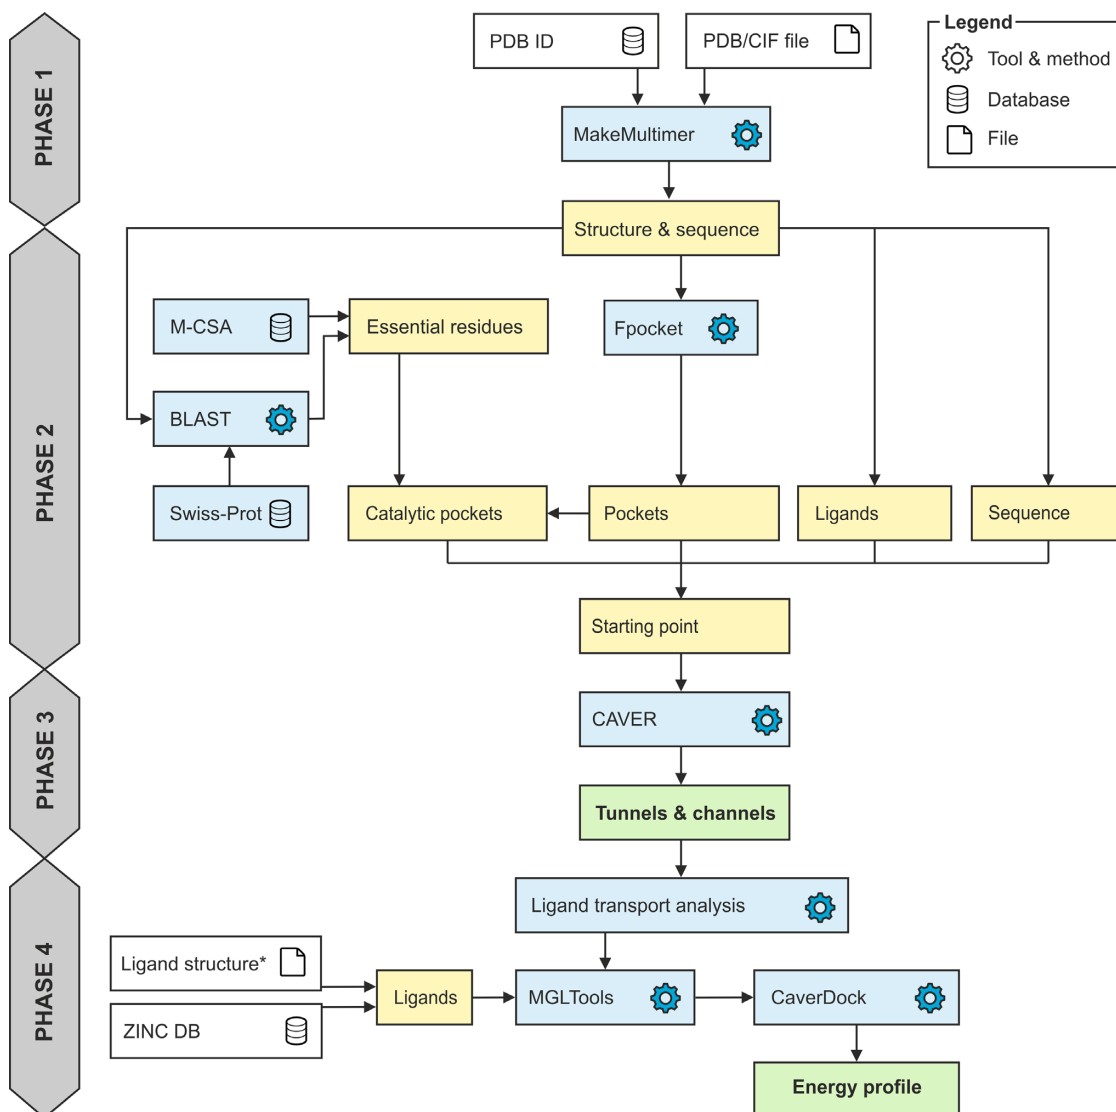 PHASE 1
PDB ID
PDB/CIF file
Legend
Tool & method
Database
File
MakeMultimer
PHASE 2
Structure & sequence
M-CSA
Essential residues
Fpocket
BLAST
Swiss-Prot
Catalytic pockets
Pockets
Ligands
Sequence
Starting point
PHASE 3
CAVER
Tunnels & channels
PHASE 4
Ligand transport analysis
Ligand structure*
ZINC DB
Ligands
MGLTools
CaverDock
Energy profile